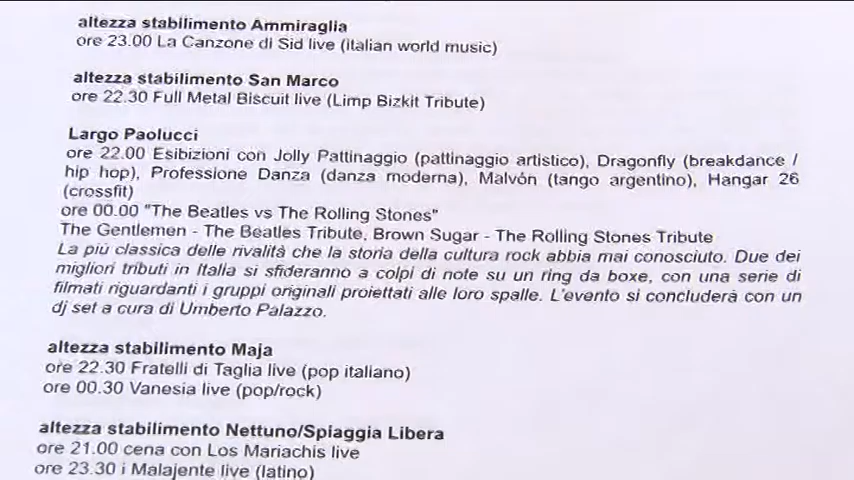 altezza stabilimento Ammiraglia
ore 23.00 La Canzone di Sid live (italian world music)
altezza stabilimento San Marco
ore 22.30 Full Metal Biscuit live (Limp Bizkit Tribute)
Largo Paolucci
ore 22.00 Esibizioni con Jolly Pattinaggio (pattinaggio artistico), Dragonfly (breakdance /
hip hop), Professione Danza (danza moderna), Malvón (tango argentino), Hangar 26
(crossfit)
ore 00.00 "The Beatles vs The Rolling Stones"
The Gentlemen - The Beatles Tribute, Brown Sugar - The Rolling Stones Tribute
La più classica delle rivalità che la storia della cultura rock abbia mai conosciuto. Due dei
migliori tributi in Italia si sfideranno a colpi di note su un ring da boxe, con una serie di
filmati riguardanti i gruppi originali proiettati alle loro spalle. L'evento si concluderà con un
dj set a cura di Umberto Palazzo.
altezza stabilimento Maja
ore 22.30 Fratelli di Taglia live (pop italiano)
ore 00.30 Vanesia live (pop/rock)
altezza stabilimento Nettuno/Spiaggia Libera
ore 21.00 cena con Los Mariachis live
ore 23.30 i Malajente live (latino)